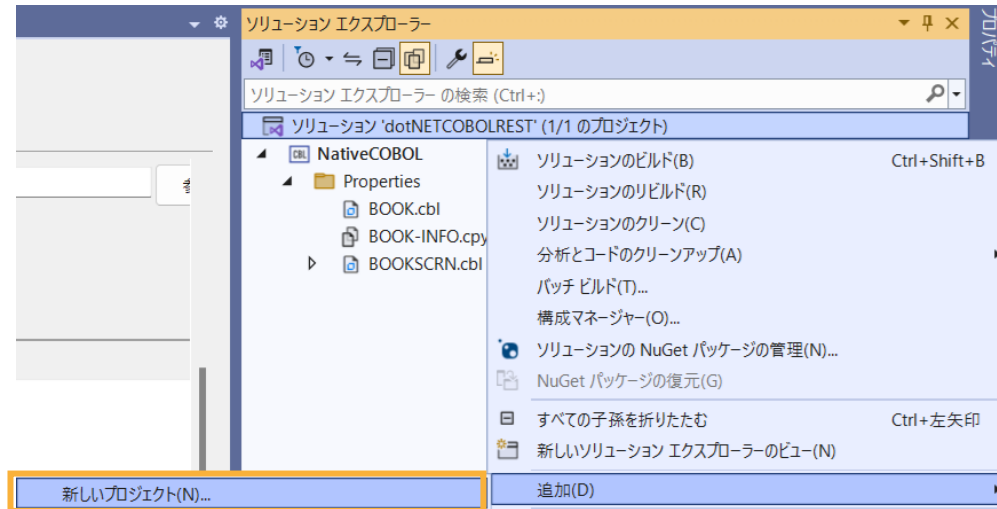 ソリューション エクスプローラー
プロパティ
ソリューション エクスプローラー の検索 (Ctrl+:)
ソリューション 'dotNETCOBOLREST' (1/1 のプロジェクト)
CBL NativeCOBOL
Properties
BOOK.cbl
BOOK-INFO.cpy
BOOKSCRN.cbl
ソリューションのビルド(B) Ctrl+Shift+B
ソリューションのリビルド(R)
ソリューションのクリーン(C)
分析とコードのクリーンアップ(A)
バッチ ビルド(T)...
構成マネージャー(O)...
ソリューションの NuGet パッケージの管理(N)...
NuGet パッケージの復元(G)
すべての子孫を折りたたむ Ctrl+左矢印
新しいソリューション エクスプローラーのビュー(N)
追加(D)
新しいプロジェクト(N)...